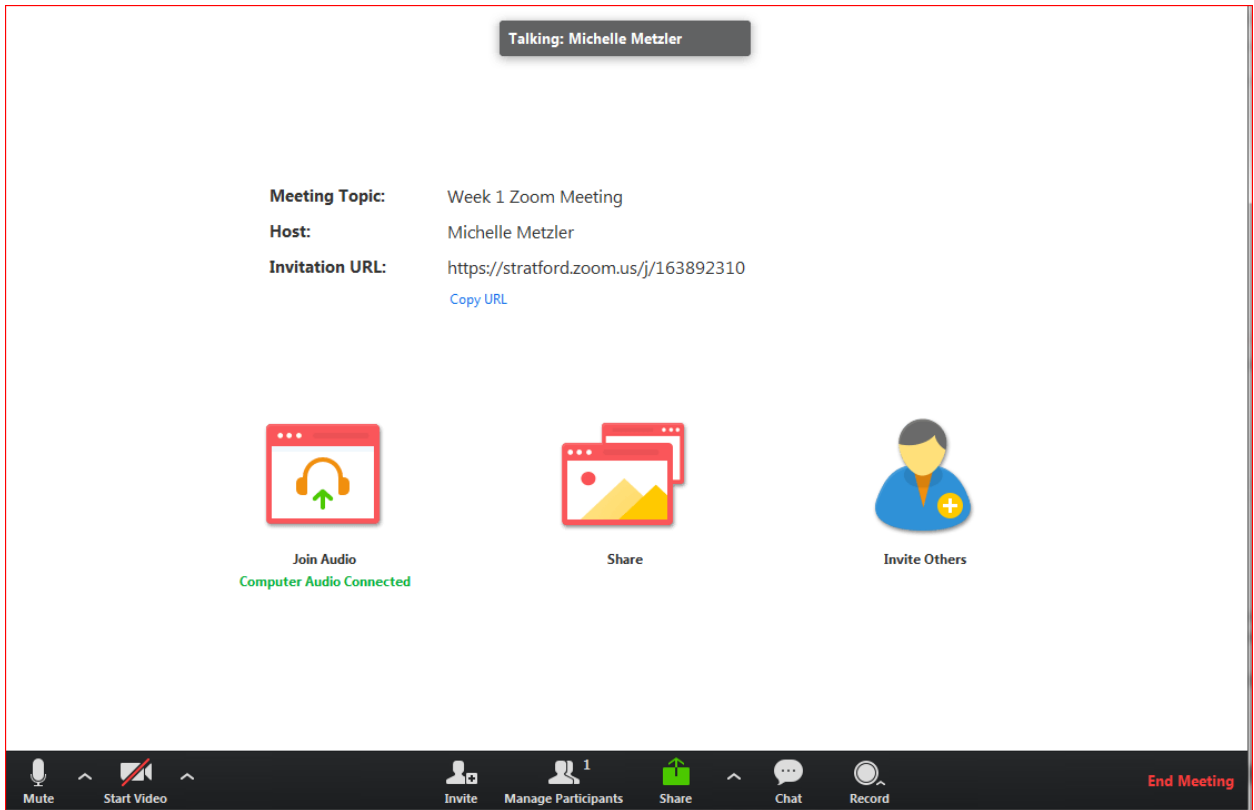 Talking: Michelle Metzler
Meeting Topic: Week 1 Zoom Meeting
Host: Michelle Metzler
Invitation URL: https://stratford.zoom.us/j/163892310
Copy URL
Join Audio Share Invite Others
Computer Audio Connected
1
Mute Start Video Invite Manage Participants Share Chat Record End Meeting